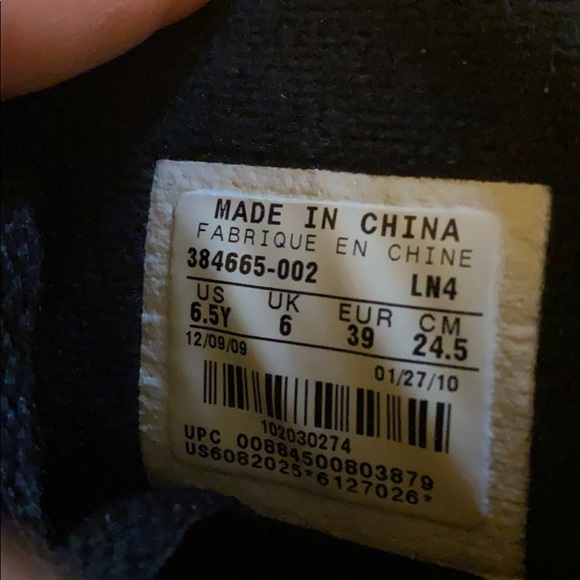 MADE IN CHINA
FABRIQUE EN CHINE
384665-002 LN4
US UK EUR CM
6.5Y 6 39 24.5
12/09/09 01/27/10
102030274
UPC 00884500803879
US6082025*6127026*